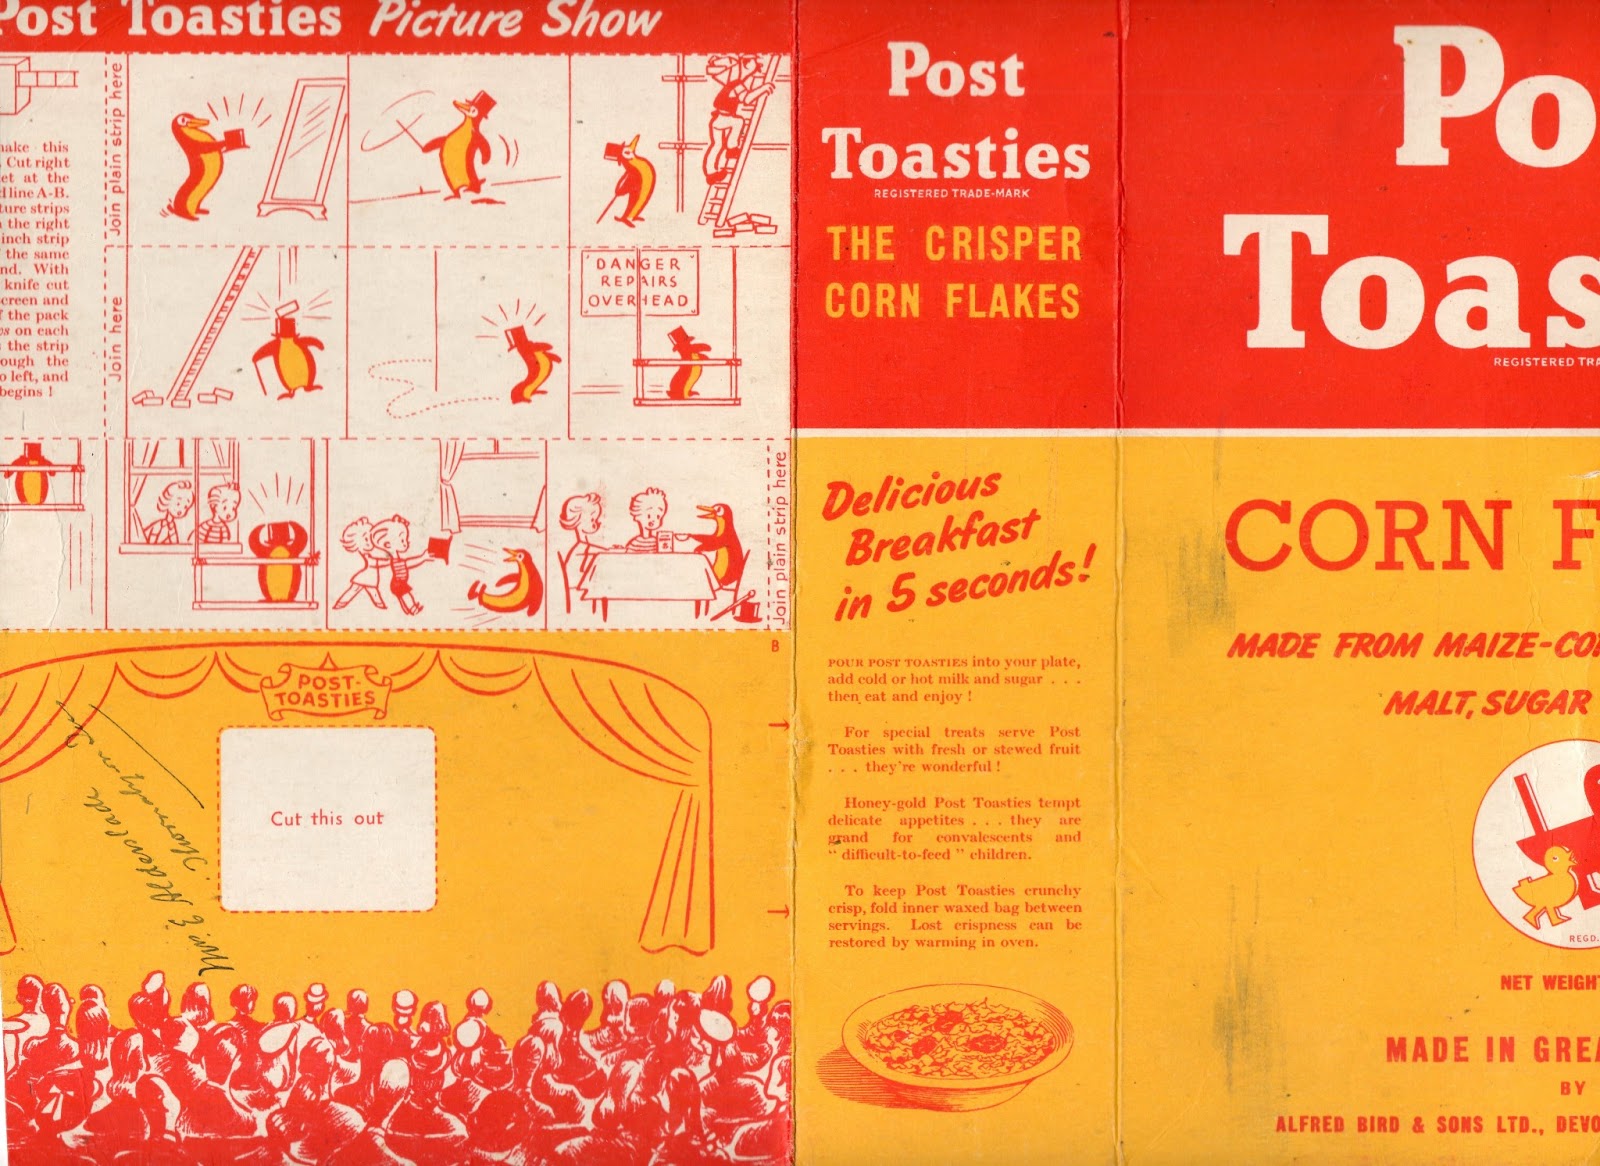 Post Toasties Picture Show
make this
Cut right
et at the
d line A-B.
ture strips
n the right
inch strip
the same
nd. With
knife cut
screen and
f the pack
on each
s the strip
ough the
o left, and
begins !
Join plain strip here
Join here
DANGER
REPAIRS
OVERHEAD
Join plain strip here
B
POST-
TOASTIES
Cut this out
Post
Toasties
REGISTERED TRADE-MARK
THE CRISPER
CORN FLAKES
Delicious
Breakfast
in 5 seconds!
POUR POST TOASTIES into your plate,
add cold or hot milk and sugar . . .
then eat and enjoy !
For special treats serve Post
Toasties with fresh or stewed fruit
. . . they're wonderful !
Honey-gold Post Toasties tempt
delicate appetites . . . they are
grand for convalescents and
" difficult-to-feed " children.
To keep Post Toasties crunchy
crisp, fold inner waxed bag between
servings. Lost crispness can be
restored by warming in oven.
Po
Toas
REGISTERED TRA
CORN F
MADE FROM MAIZE-CO
MALT, SUGAR
REGD.
NET WEIGHT
MADE IN GREA
BY
ALFRED BIRD & SONS LTD., DEVO